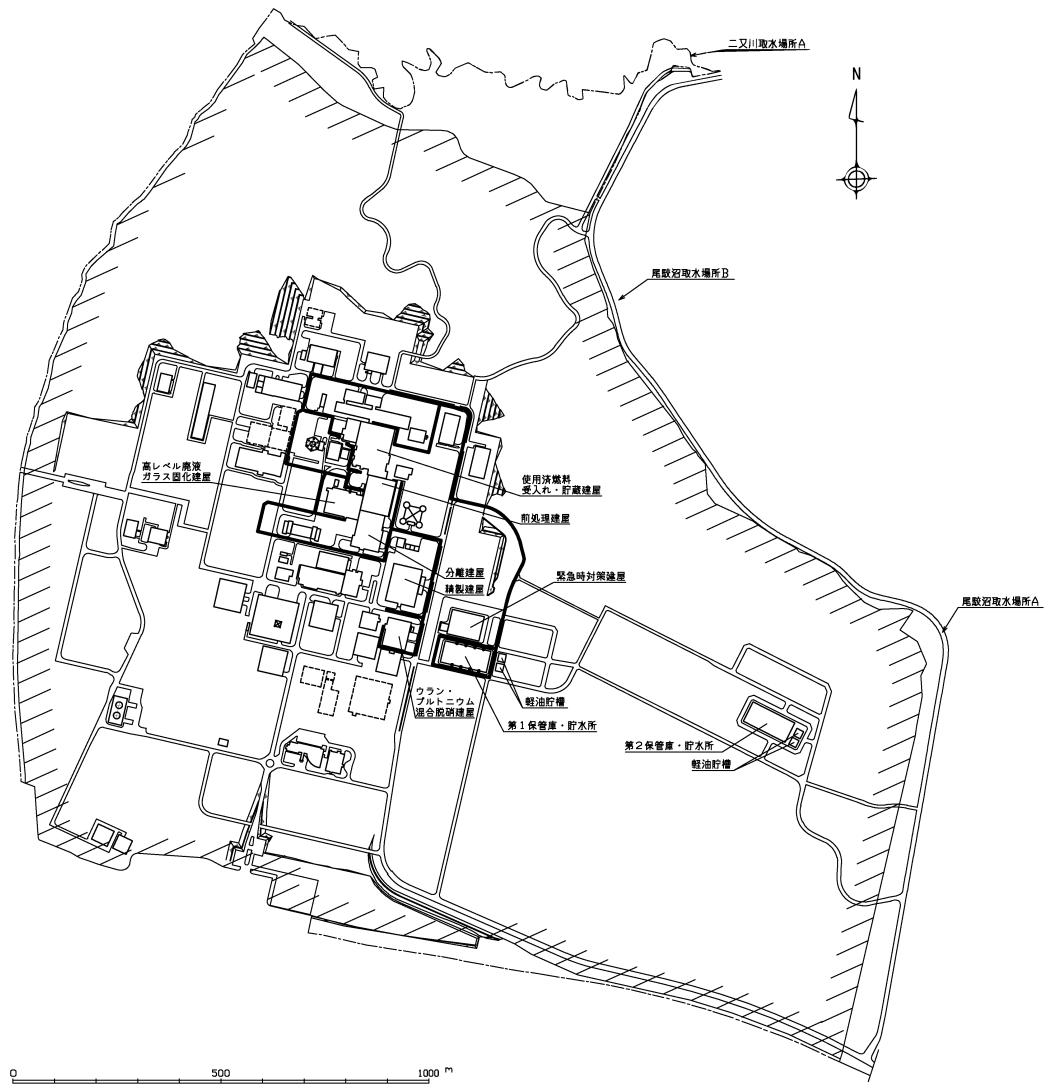 二又川取水場所A
N
尾駮沼取水場所B
高レベル廃液
ガラス固化建屋
使用済燃料
受入れ・貯蔵建屋
前処理建屋
分離建屋
精製建屋
緊急時対策建屋
尾駮沼取水場所A
ウラン・
プルトニウム
混合脱硝建屋
軽油貯槽
第1保管庫・貯水所
第2保管庫・貯水所
軽油貯槽
0 500 1000 m